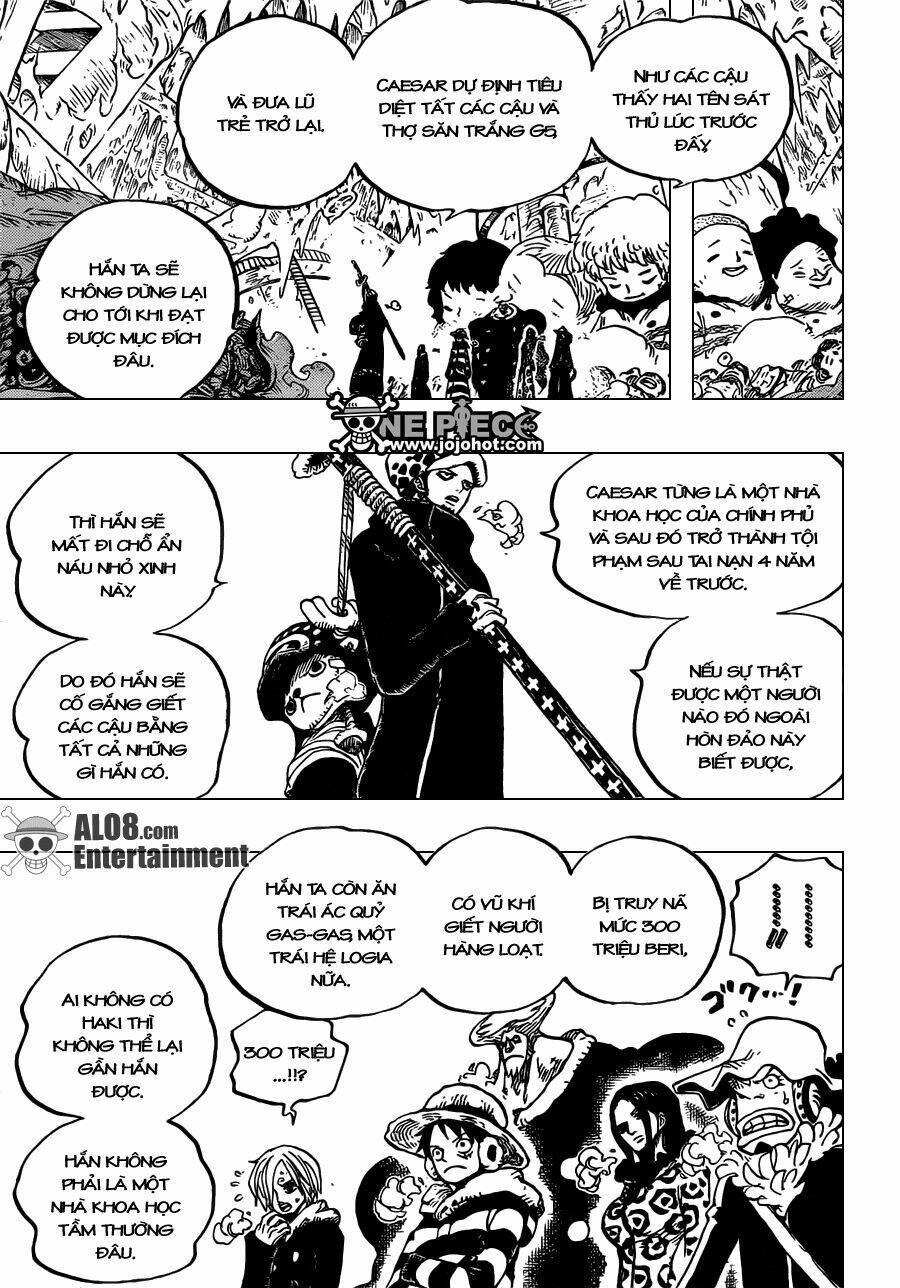 NHƯ CÁC CẬU
THẤY HAI TÊN SÁT
THỦ LÚC TRƯỚC
ĐẤY,
CAESAR DỰ ĐỊNH TIÊU
DIỆT TẤT CÁC CẬU VÀ
THỢ SĂN TRẮNG G5,
VÀ ĐƯA LŨ
TRẺ TRỞ LẠI.
HẮN TA SẼ
KHÔNG DỪNG LẠI
CHO TỚI KHI ĐẠT
ĐƯỢC MỤC ĐÍCH
ĐÂU.
ONE PIECE
www.jojohot.com
CAESAR TỪNG LÀ MỘT NHÀ
KHOA HỌC CỦA CHÍNH PHỦ
VÀ SAU ĐÓ TRỞ THÀNH TỘI
PHẠM SAU TAI NẠN 4 NĂM
VỀ TRƯỚC.
NẾU SỰ THẬT
ĐƯỢC MỘT NGƯỜI
NÀO ĐÓ NGOÀI
HÒN ĐẢO NÀY
BIẾT ĐƯỢC,
THÌ HẮN SẼ
MẤT ĐI CHỖ ẨN
NÁU NHỎ XINH
NÀY.
DO ĐÓ HẮN SẼ
CỐ GẮNG GIẾT
CÁC CẬU BẰNG
TẤT CẢ NHỮNG
GÌ HẮN CÓ.
AL08.com
Entertainment
BỊ TRUY NÃ
MỨC 300
TRIỆU BERI,
CÓ VŨ KHÍ
GIẾT NGƯỜI
HÀNG LOẠT.
HẮN TA CÒN ĂN
TRÁI ÁC QUỶ
GAS-GAS, MỘT
TRÁI HỆ LOGIA
NỮA.
ゴク…!
300 TRIỆU
...!!?
AI KHÔNG CÓ
HAKI THÌ
KHÔNG THỂ LẠI
GẦN HẮN
ĐƯỢC.
HẮN KHÔNG
PHẢI LÀ MỘT
NHÀ KHOA HỌC
TẦM THƯỜNG
ĐÂU.